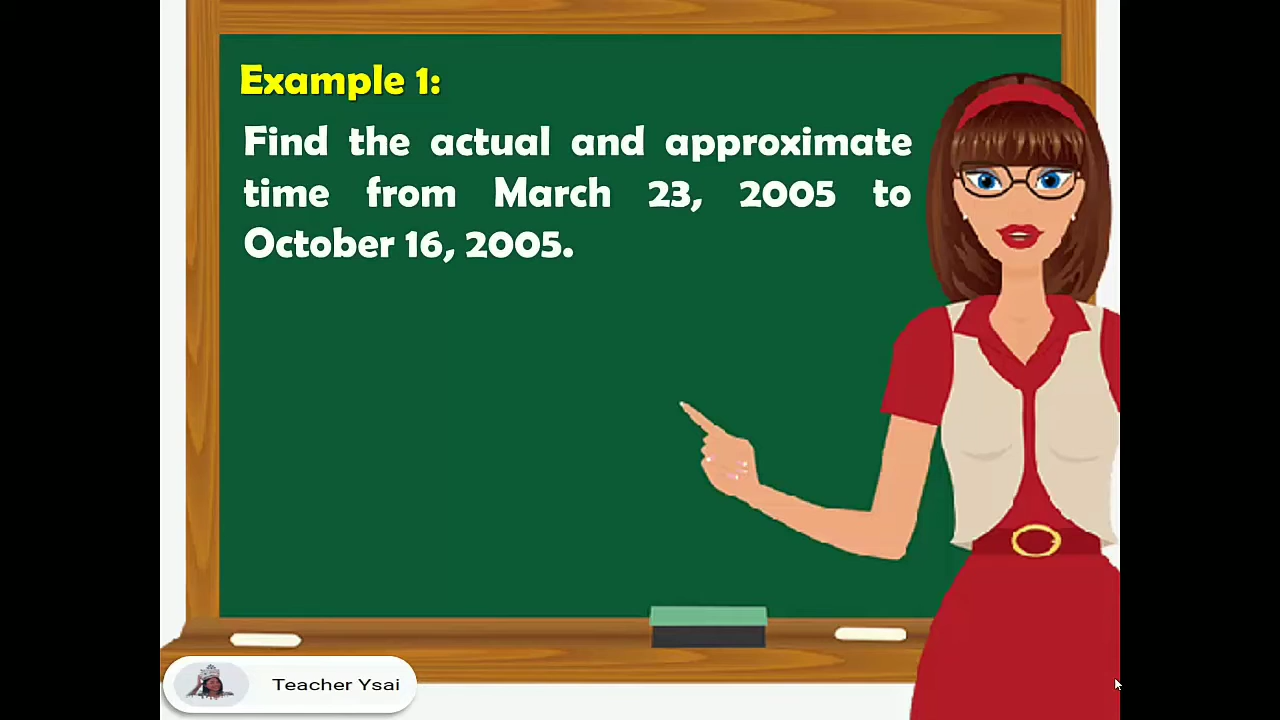 Example 1:
Find the actual and approximate
time from March 23, 2005 to
October 16, 2005.
Teacher Ysai